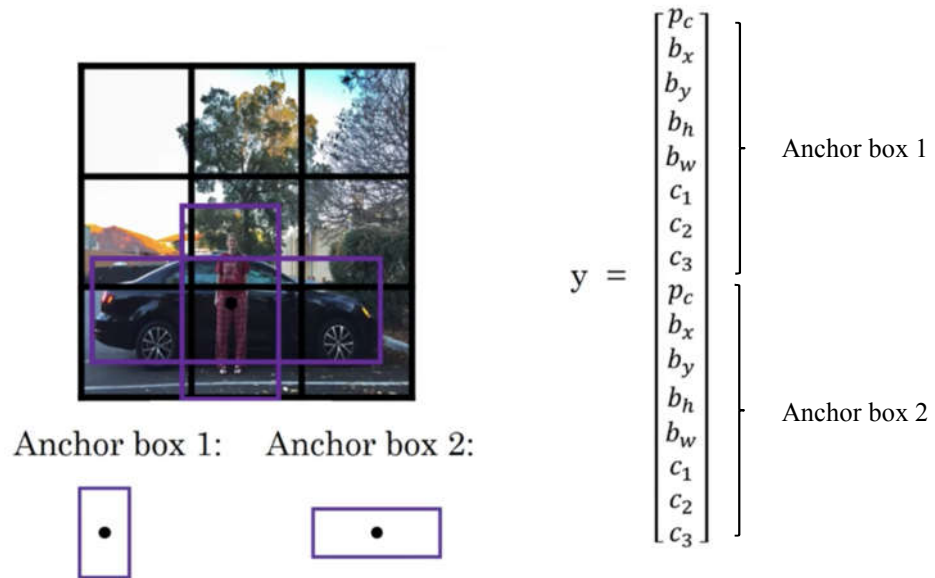 Anchor box 1:
Anchor box 2:
y =
p_c
b_x
b_y
b_h
b_w
c_1
c_2
c_3
p_c
b_x
b_y
b_h
b_w
c_1
c_2
c_3
Anchor box 1
Anchor box 2